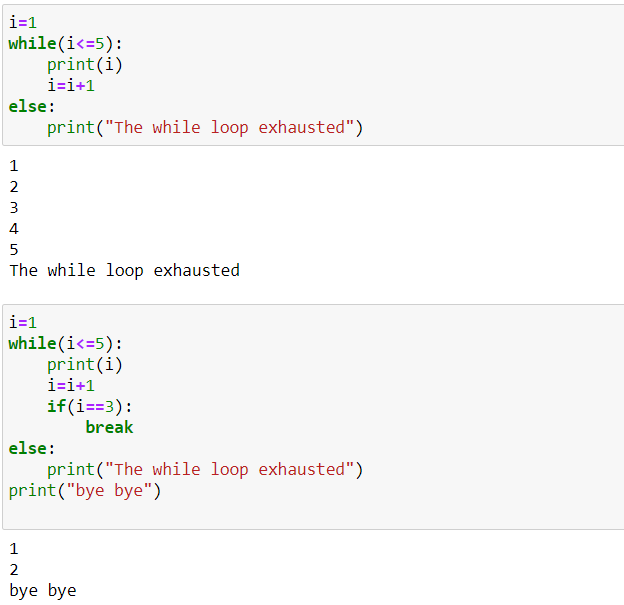 i=1
while(i<=5):
    print(i)
    i=i+1
else:
    print("The while loop exhausted")
1
2
3
4
5
The while loop exhausted
i=1
while(i<=5):
    print(i)
    i=i+1
    if(i==3):
        break
else:
    print("The while loop exhausted")
print("bye bye")
1
2
bye bye